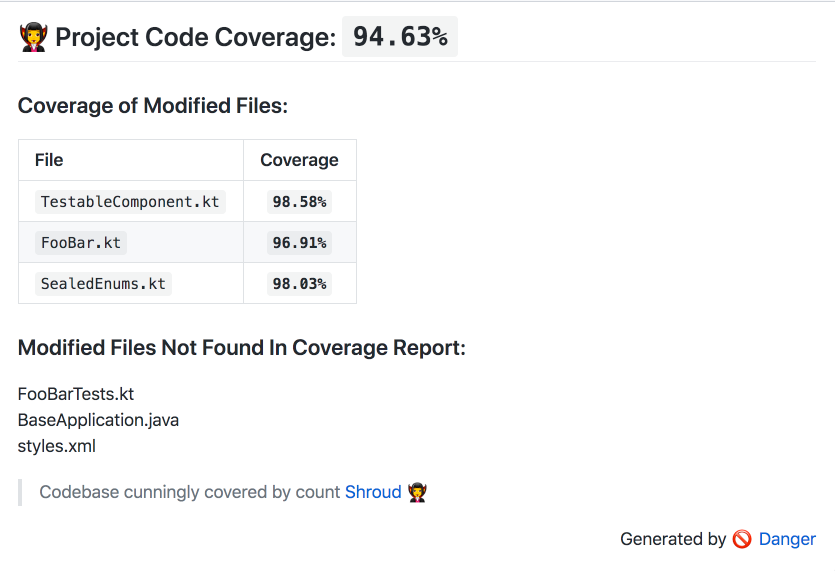 Project Code Coverage: 94.63%
Coverage of Modified Files:
File Coverage
TestableComponent.kt 98.58%
FooBar.kt 96.91%
SealedEnums.kt 98.03%
Modified Files Not Found In Coverage Report:
FooBarTests.kt
BaseApplication.java
styles.xml
Codebase cunningly covered by count Shroud
Generated by Danger